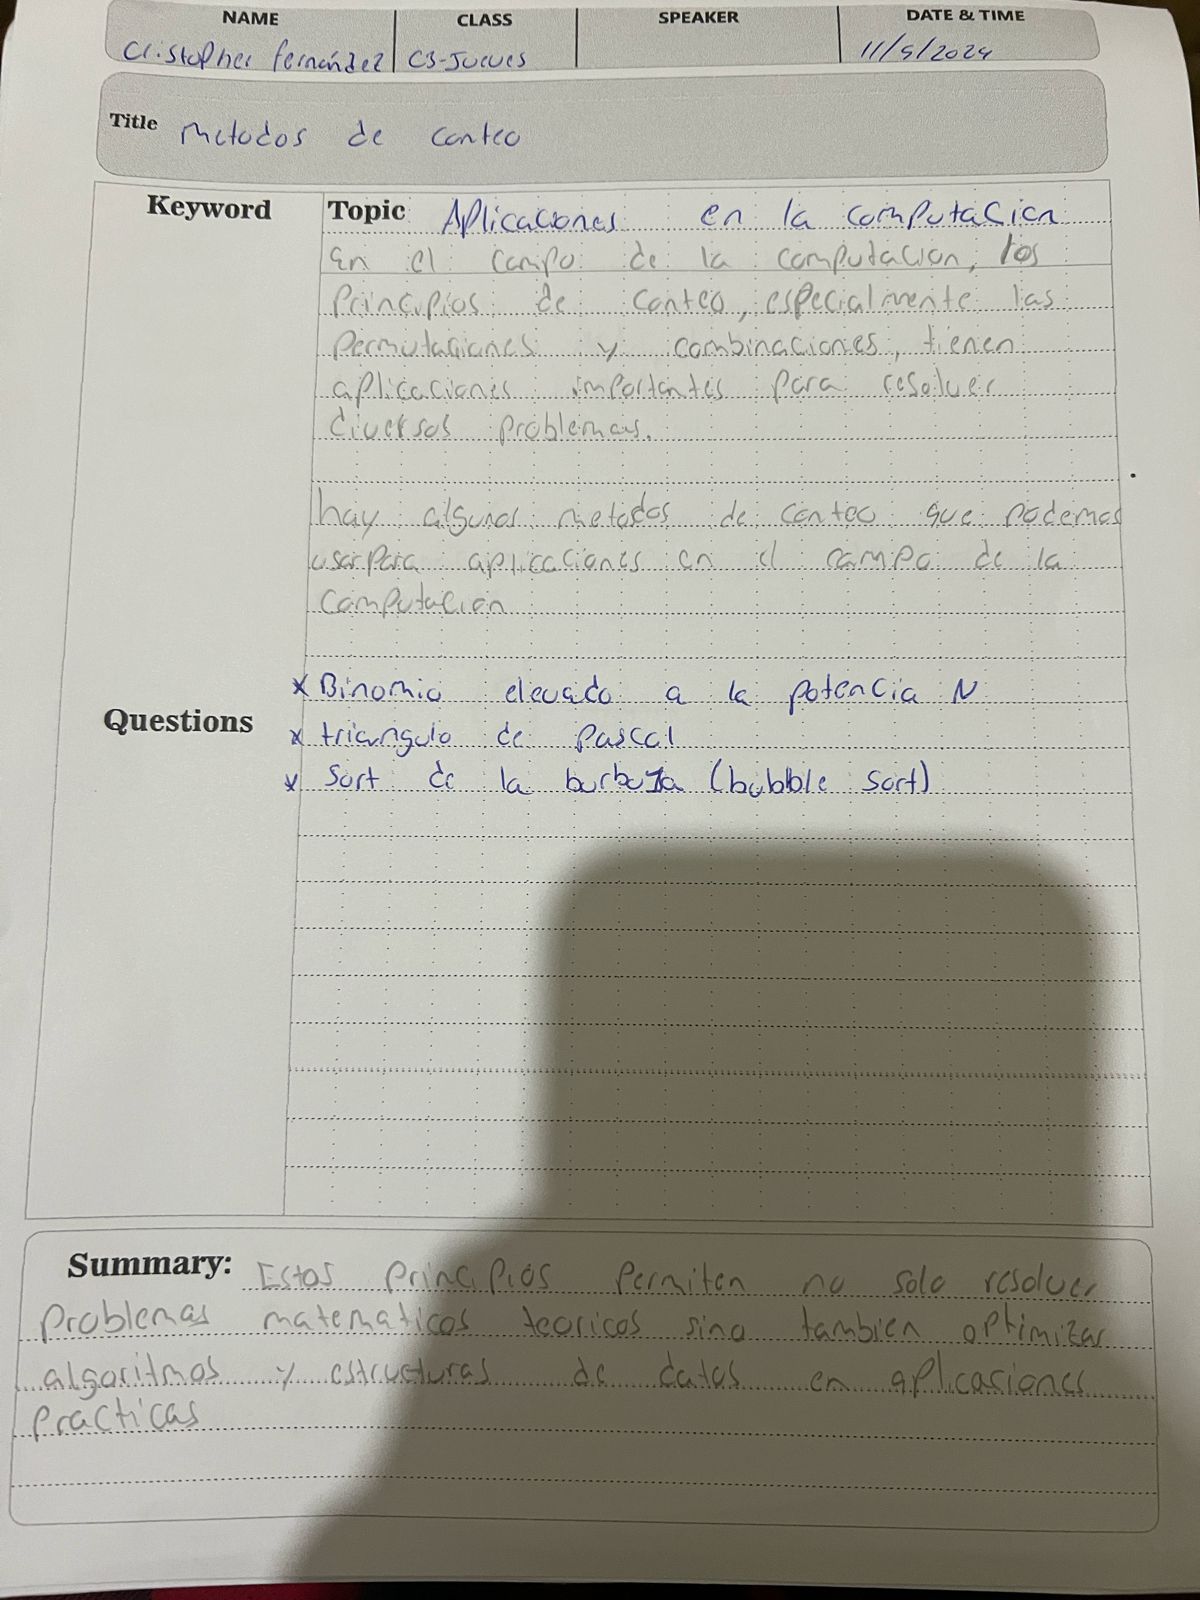 NAME CLASS SPEAKER DATE & TIME
Cristopher fernández C3-Jueves 11/9/2024
Title metodos de conteo
Keyword
Topic Aplicaciones en la computacion
en el campo de la computacion, los
Principios de conteo, especialmente las
Permutaciones y combinaciones, tienen
aplicaciones importantes para resolver
diversos problemas.
hay algunos metodos de conteo que podemos
usar para aplicaciones en el campo de la
computacion
x Binomio elevado a la potencia N
Questions
x triangulo de Pascal
x Sort de la burbuja (bubble sort)
Summary: Estos principios permiten no solo resolver
Problemas matematicos teoricos sino tambien optimizar
algoritmos y estructuras de datos en aplicasiones
Practicas